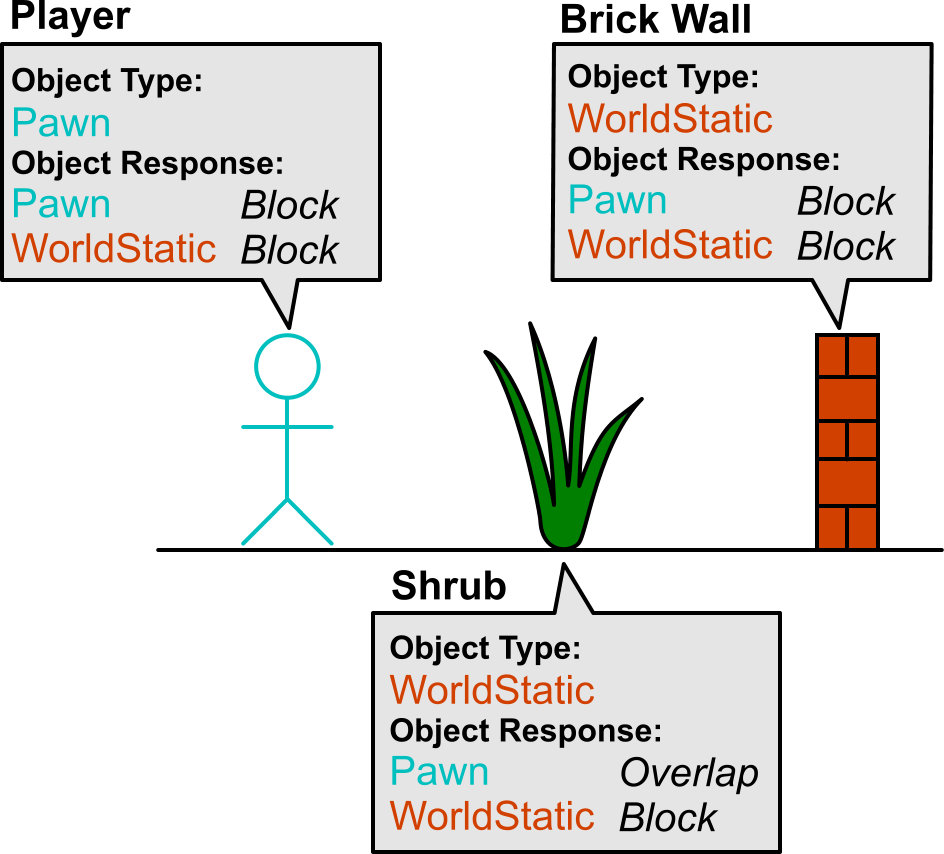 Player
Object Type:
Pawn
Object Response:
Pawn Block
WorldStatic Block
Brick Wall
Object Type:
WorldStatic
Object Response:
Pawn Block
WorldStatic Block
Shrub
Object Type:
WorldStatic
Object Response:
Pawn Overlap
WorldStatic Block